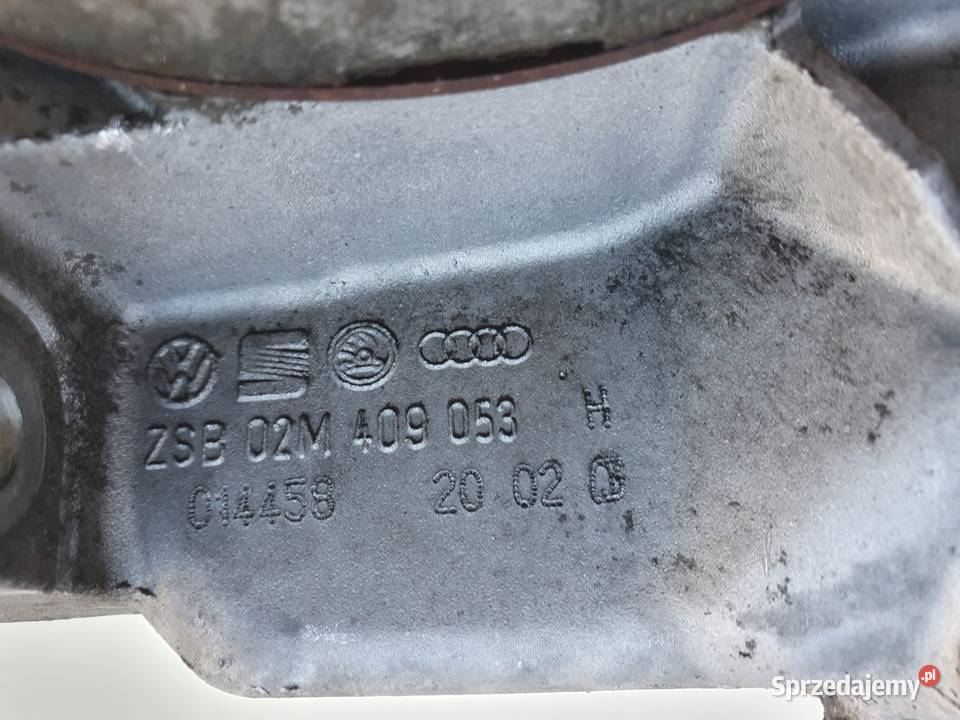 ZSB 02M 409 053 H
014458 20 02
Sprzedajemy.pl